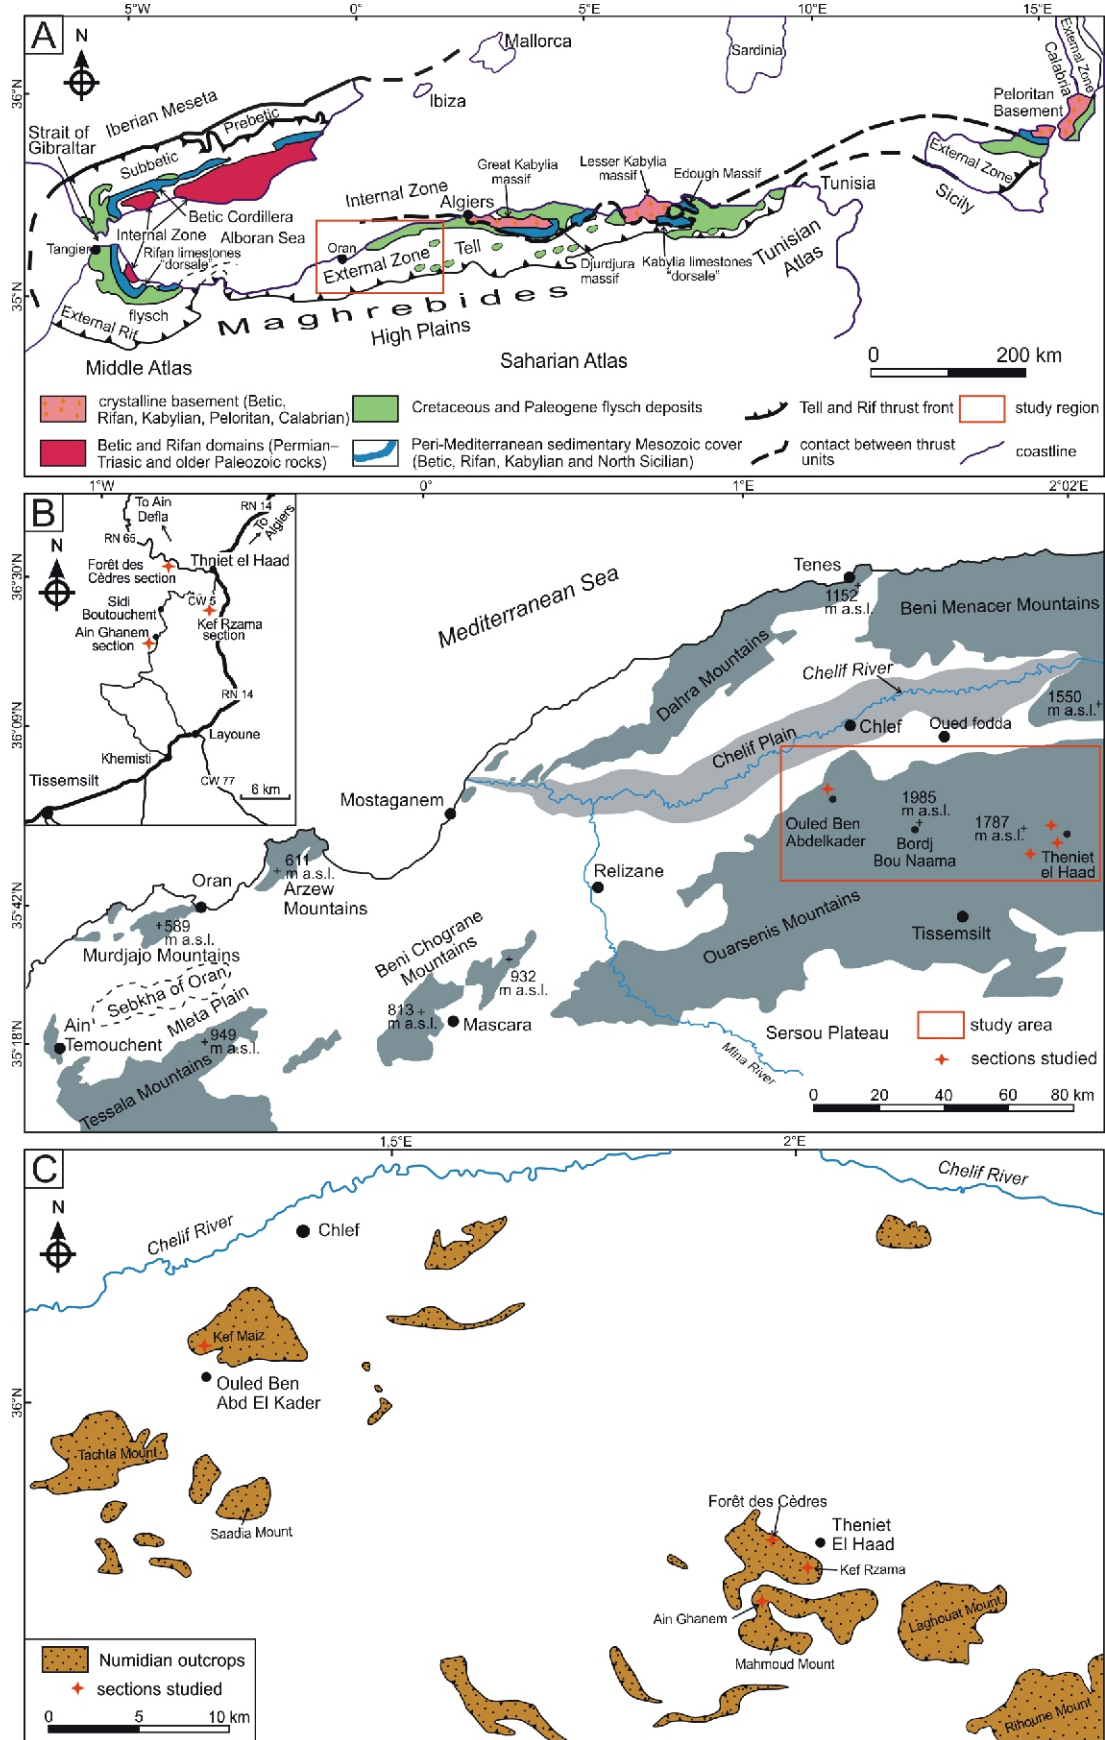 5°W
0°
5°E
10°E
15°E
A
N
36°N
35°N
Mallorca
Ibiza
Sardinia
External Zone
Calabria
Peloritan
Basement
External Zone
Sicily
Iberian Meseta
Prebetic
Subbetic
Strait of
Gibraltar
Betic Cordillera
Internal Zone
Alboran Sea
Tangier
Rifan limestones
"dorsale"
flysch
External Rif
Internal Zone
Algiers
Great Kabylia
massif
Lesser Kabylia
massif
Edough Massif
Tunisia
Oran
External Zone
Tell
Djurdjura
massif
Kabylia limestones
"dorsale"
Tunisian
Atlas
Maghrebides
High Plains
Middle Atlas
Saharian Atlas
0
200 km
crystalline basement (Betic,
Rifan, Kabylian, Peloritan, Calabrian)
Cretaceous and Paleogene flysch deposits
Tell and Rif thrust front
study region
Betic and Rifan domains (Permian–
Triasic and older Paleozoic rocks)
Peri-Mediterranean sedimentary Mesozoic cover
(Betic, Rifan, Kabylian and North Sicilian)
contact between thrust
units
coastline
1°W
0°
1°E
2°02'E
B
N
36°30'N
36°09'N
35°42'N
35°18'N
To Ain
Defla
RN 14
To
Algiers
RN 65
Forêt des
Cèdres section
Thniet el Haad
Sidi
Boutouchent
CW 5
Kef Rzama
section
Ain Ghanem
section
RN 14
Layoune
Khemisti
Tissemsilt
CW 77
6 km
Mediterranean Sea
Tenes
1152
m a.s.l.
Beni Menacer Mountains
Dahra Mountains
Chelif River
1550
m a.s.l.
Chelif Plain
Chlef
Oued fodda
Mostaganem
Ouled Ben
Abdelkader
1985
m a.s.l.
Bordj
Bou Naama
1787
m a.s.l.
Theniet
el Haad
611
m a.s.l.
Arzew
Mountains
Oran
Relizane
589
m a.s.l.
Murdjajo Mountains
Ouarsenis Mountains
Tissemsilt
Beni Chograne
Mountains
932
m a.s.l.
Sebkha of Oran
Mleta Plain
813
m a.s.l.
Mascara
Ain
Temouchent
949
m a.s.l.
Tessala Mountains
Sersou Plateau
Mina River
study area
sections studied
0
20
40
60
80 km
1,5°E
2°E
C
N
36°N
Chelif River
Chelif River
Chlef
Kef Maiz
Ouled Ben
Abd El Kader
Tachta Mount
Saadia Mount
Forêt des Cèdres
Theniet
El Haad
Kef Rzama
Ain Ghanem
Mahmoud Mount
Laghouat Mount
Rihoune Mount
Numidian outcrops
sections studied
0
5
10 km